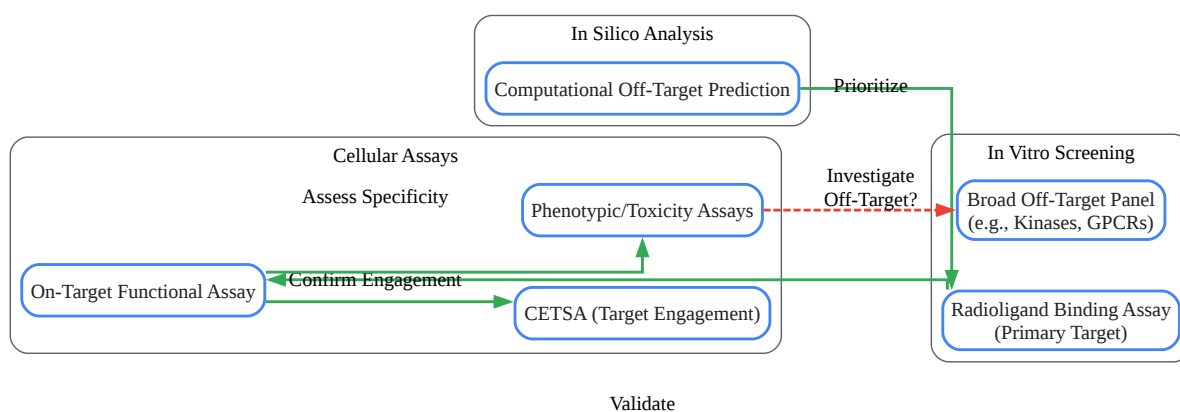 In Silico Analysis
Computational Off-Target Prediction
Prioritize
Cellular Assays
Assess Specificity
Phenotypic/Toxicity Assays
Investigate
Off-Target?
In Vitro Screening
Broad Off-Target Panel
(e.g., Kinases, GPCRs)
On-Target Functional Assay
Confirm Engagement
CETSA (Target Engagement)
Radioligand Binding Assay
(Primary Target)
Validate